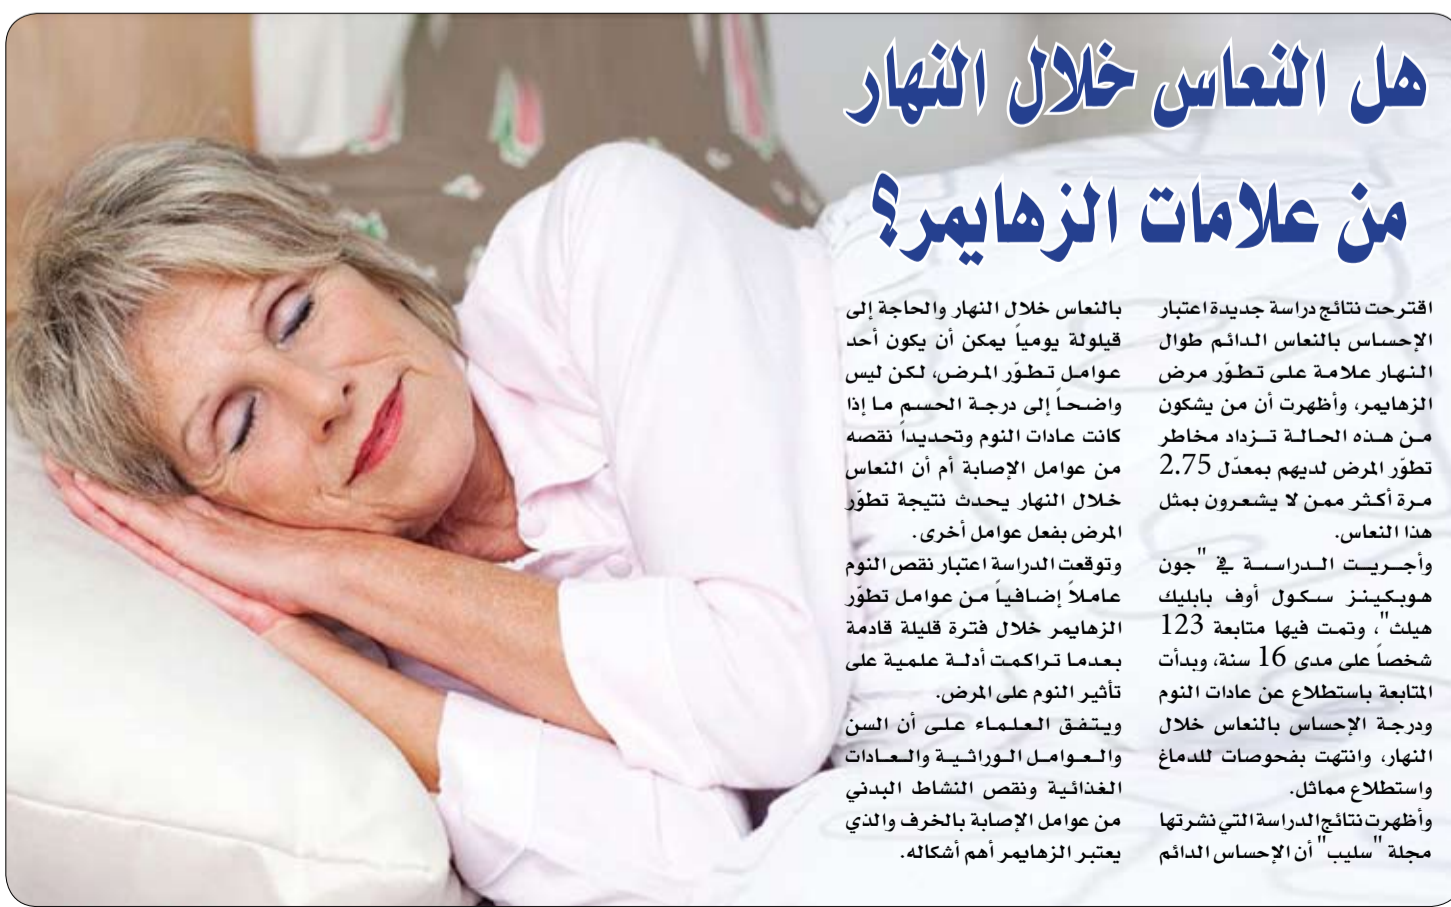 هل النعاس خلال النهار
من علامات الزهايمر؟
اقترحت نتائج دراسة جديدة اعتبار
الإحساس بالنعاس الدائم طوال
النهار علامة على تطوّر مرض
الزهايمر، وأظهرت أن من يشكون
من هذه الحالة تزداد مخاطر
تطوّر المرض لديهم بمعدّل 2.75
مرة أكثر ممن لا يشعرون بمثل
هذا النعاس.
وأجريت الدراسة في "جون
هوبكينز سكول أوف بابليك
هيلث"، وتمت فيها متابعة 123
شخصاً على مدى 16 سنة، وبدأت
المتابعة باستطلاع عن عادات النوم
ودرجة الإحساس بالنعاس خلال
النهار، وانتهت بفحوصات للدماغ
واستطلاع مماثل.
وأظهرت نتائج الدراسة التي نشرتها
مجلة "سليب" أن الإحساس الدائم
بالنعاس خلال النهار والحاجة إلى
قيلولة يومياً يمكن أن يكون أحد
عوامل تطوّر المرض، لكن ليس
واضحاً إلى درجة الحسم ما إذا
كانت عادات النوم وتحديداً نقصه
من عوامل الإصابة أم أن النعاس
خلال النهار يحدث نتيجة تطوّر
المرض بفعل عوامل أخرى.
وتوقعت الدراسة اعتبار نقص النوم
عاملاً إضافياً من عوامل تطوّر
الزهايمر خلال فترة قليلة قادمة
بعدما تراكمت أدلة علمية على
تأثير النوم على المرض.
ويتفق العلماء على أن السن
والعوامل الوراثية والعادات
الغذائية ونقص النشاط البدني
من عوامل الإصابة بالخرف والذي
يعتبر الزهايمر أهم أشكاله.